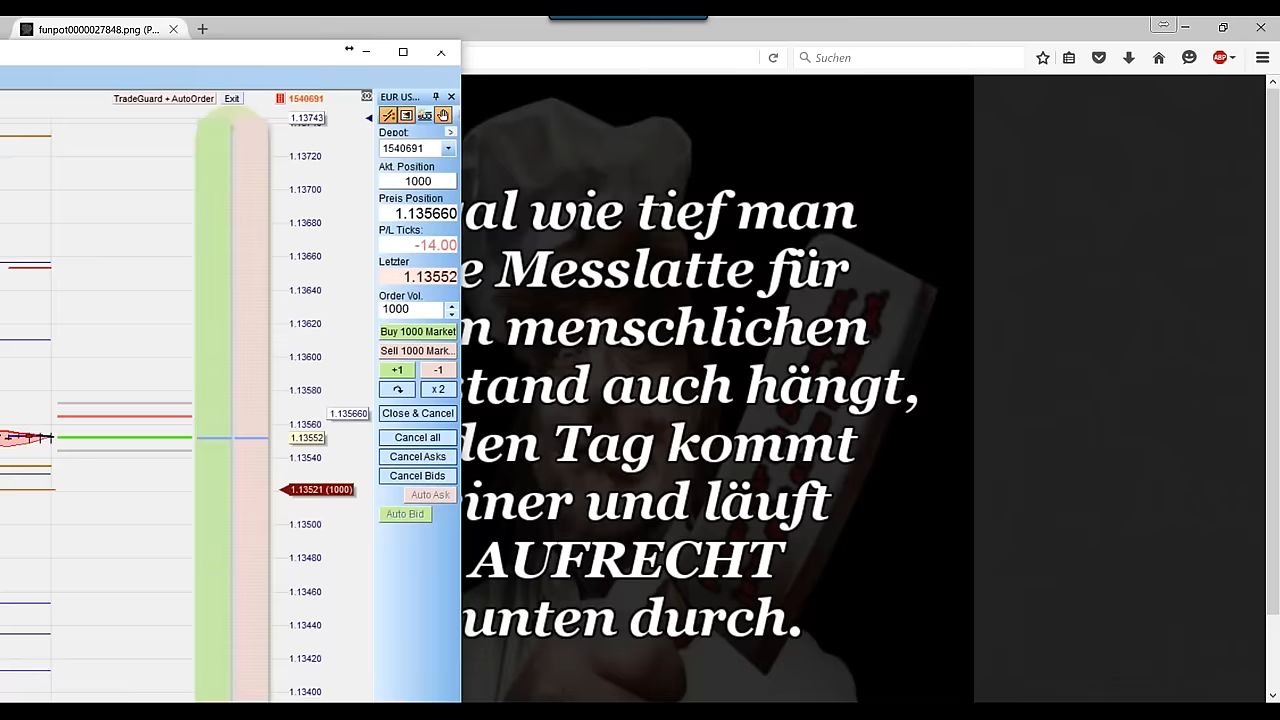 funpot0000027848.png (P...
Suchen
ABP
TradeGuard + AutoOrder
Exit
1540691
1.13743
1.13720
1.13700
1.13680
1.13660
1.13640
1.13620
1.13600
1.13580
1.135660
1.13560
1.13552
1.13540
1.13521 (1000)
1.13500
1.13480
1.13460
1.13440
1.13420
1.13400
EUR US...
Depot:
>
1540691
Akt. Position
1000
Preis Position
1.135660
P/L Ticks:
-14.00
Letzter
1.13552
Order Vol.
1000
Buy 1000 Market
Sell 1000 Mark...
+1
-1
x 2
Close & Cancel
Cancel all
Cancel Asks
Cancel Bids
Auto Ask
Auto Bid
al wie tief man
e Messlatte für
n menschlichen
tand auch hängt,
den Tag kommt
iner und läuft
AUFRECHT
unten durch.